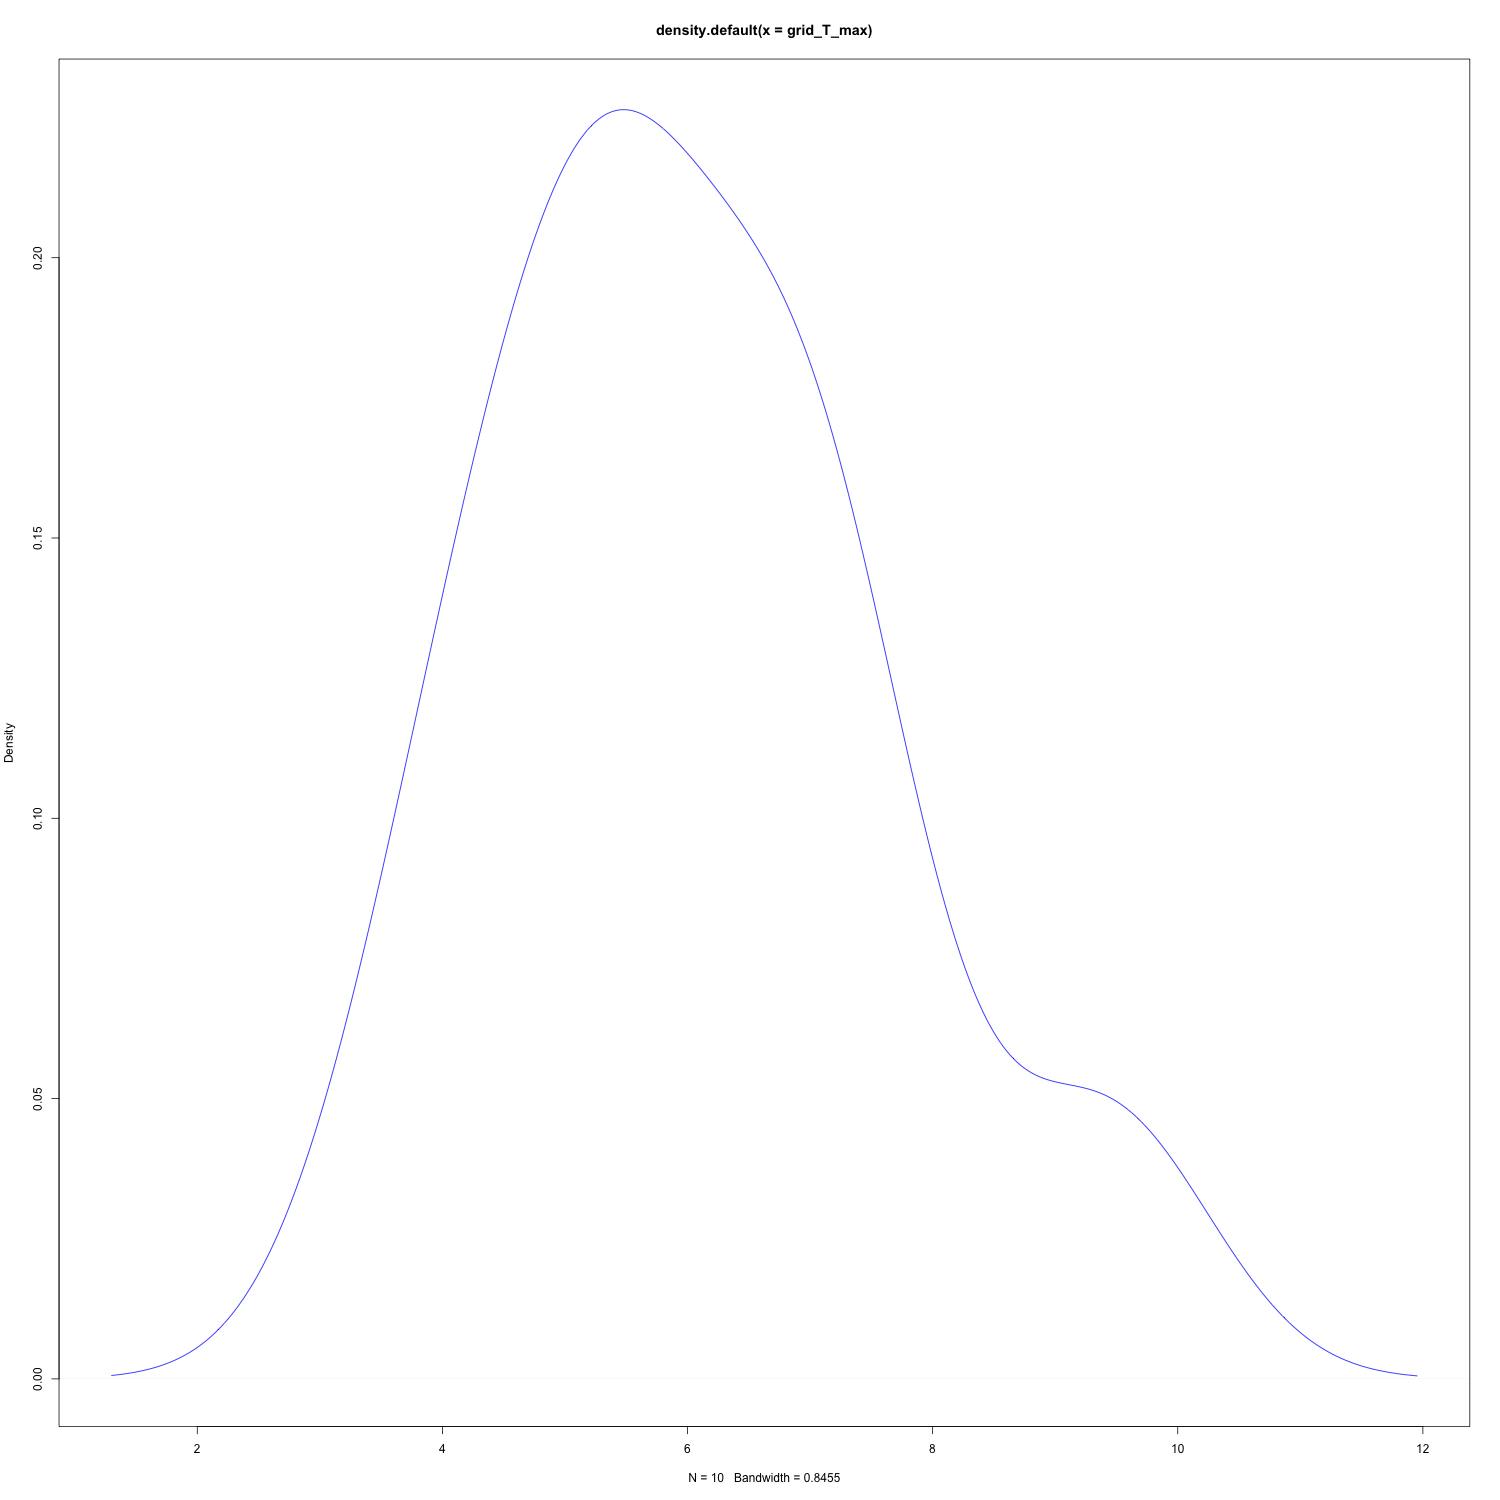 density.default(x = grid_T_max)
Density
0.20
0.15
0.10
0.05
0.00
2 4 6 8 10 12
N = 10 Bandwidth = 0.8455